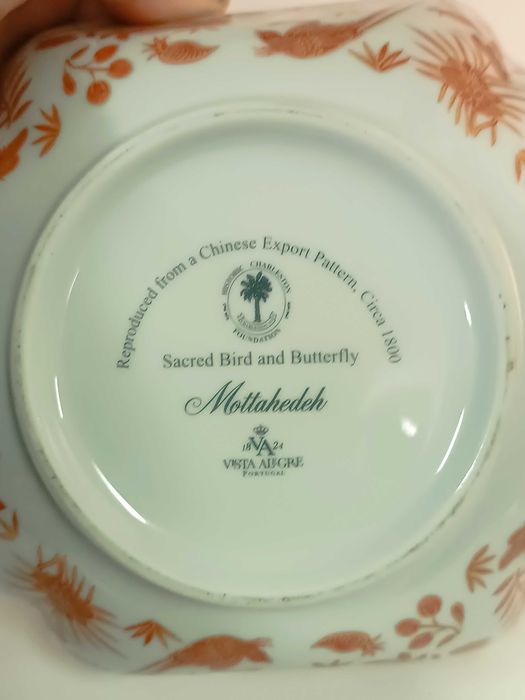 Reproduced from a Chinese Export Pattern, Circa 1800
HISTORIC CHARLESTON
FOUNDATION
Sacred Bird and Butterfly
Mottahedeh
18 VA 24
VISTA ALEGRE
PORTUGAL